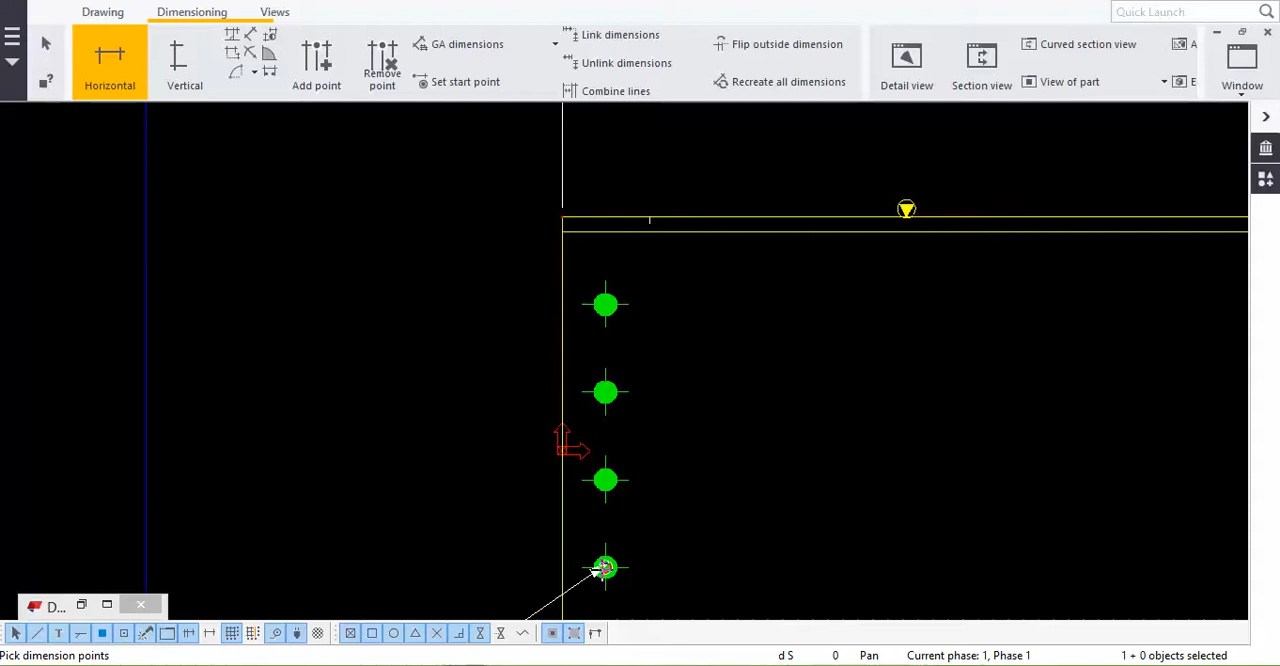 Drawing Dimensioning Views Quick Launch
Horizontal Vertical Add point Remove point
GA dimensions
Set start point
Link dimensions
Unlink dimensions
Combine lines
Flip outside dimension
Recreate all dimensions
Detail view Section view
Curved section view A
View of part E
Window
D...
Pick dimension points d S 0 Pan Current phase: 1, Phase 1 1 + 0 objects selected